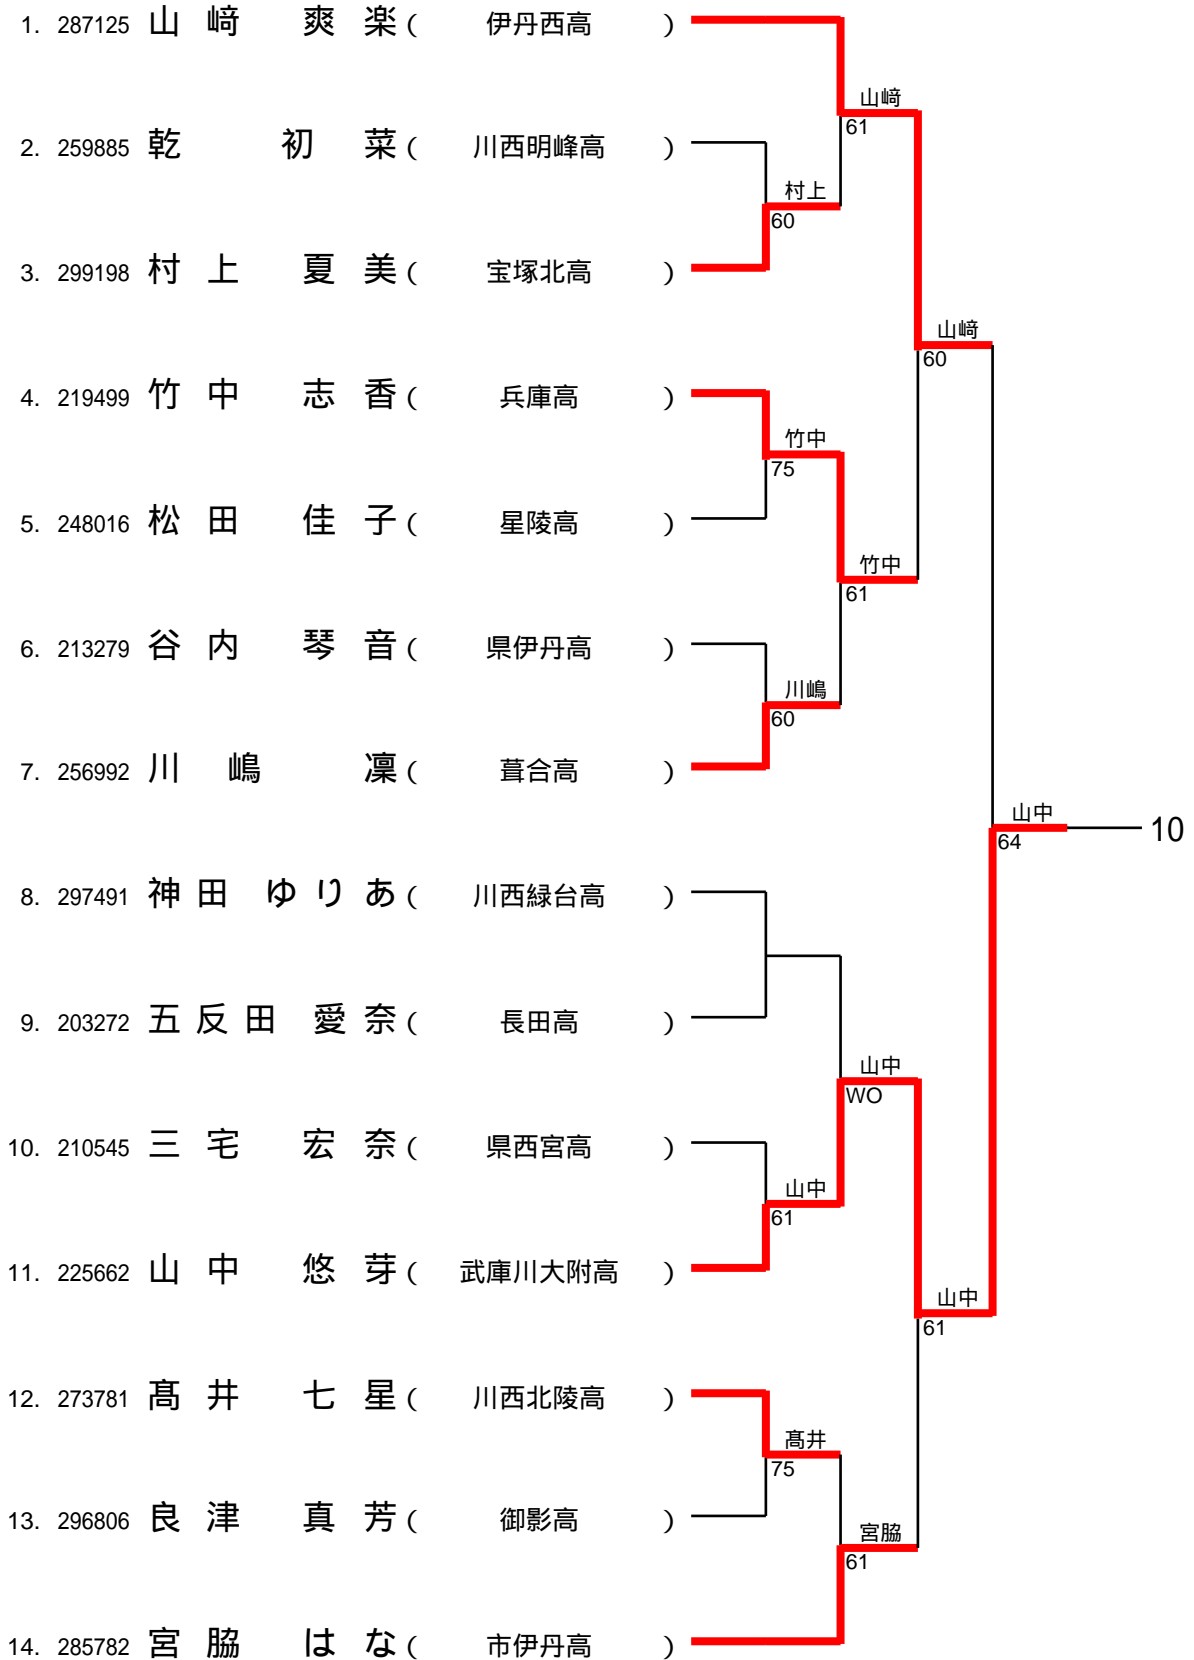 1. 287125 山﨑 爽楽 ( 伊丹西高 )
山﨑
61
2. 259885 乾 初菜 ( 川西明峰高 )
村上
60
3. 299198 村上 夏美 ( 宝塚北高 )
山﨑
60
4. 219499 竹中 志香 ( 兵庫高 )
竹中
75
5. 248016 松田 佳子 ( 星陵高 )
竹中
61
6. 213279 谷内 琴音 ( 県伊丹高 )
川嶋
60
7. 256992 川嶋 凜 ( 葺合高 )
山中
64
10
8. 297491 神田 ゆりあ ( 川西緑台高 )
9. 203272 五反田 愛奈 ( 長田高 )
山中
WO
10. 210545 三宅 宏奈 ( 県西宮高 )
山中
61
11. 225662 山中 悠芽 ( 武庫川大附高 )
山中
61
12. 273781 髙井 七星 ( 川西北陵高 )
髙井
75
13. 296806 良津 真芳 ( 御影高 )
宮脇
61
14. 285782 宮脇 はな ( 市伊丹高 )